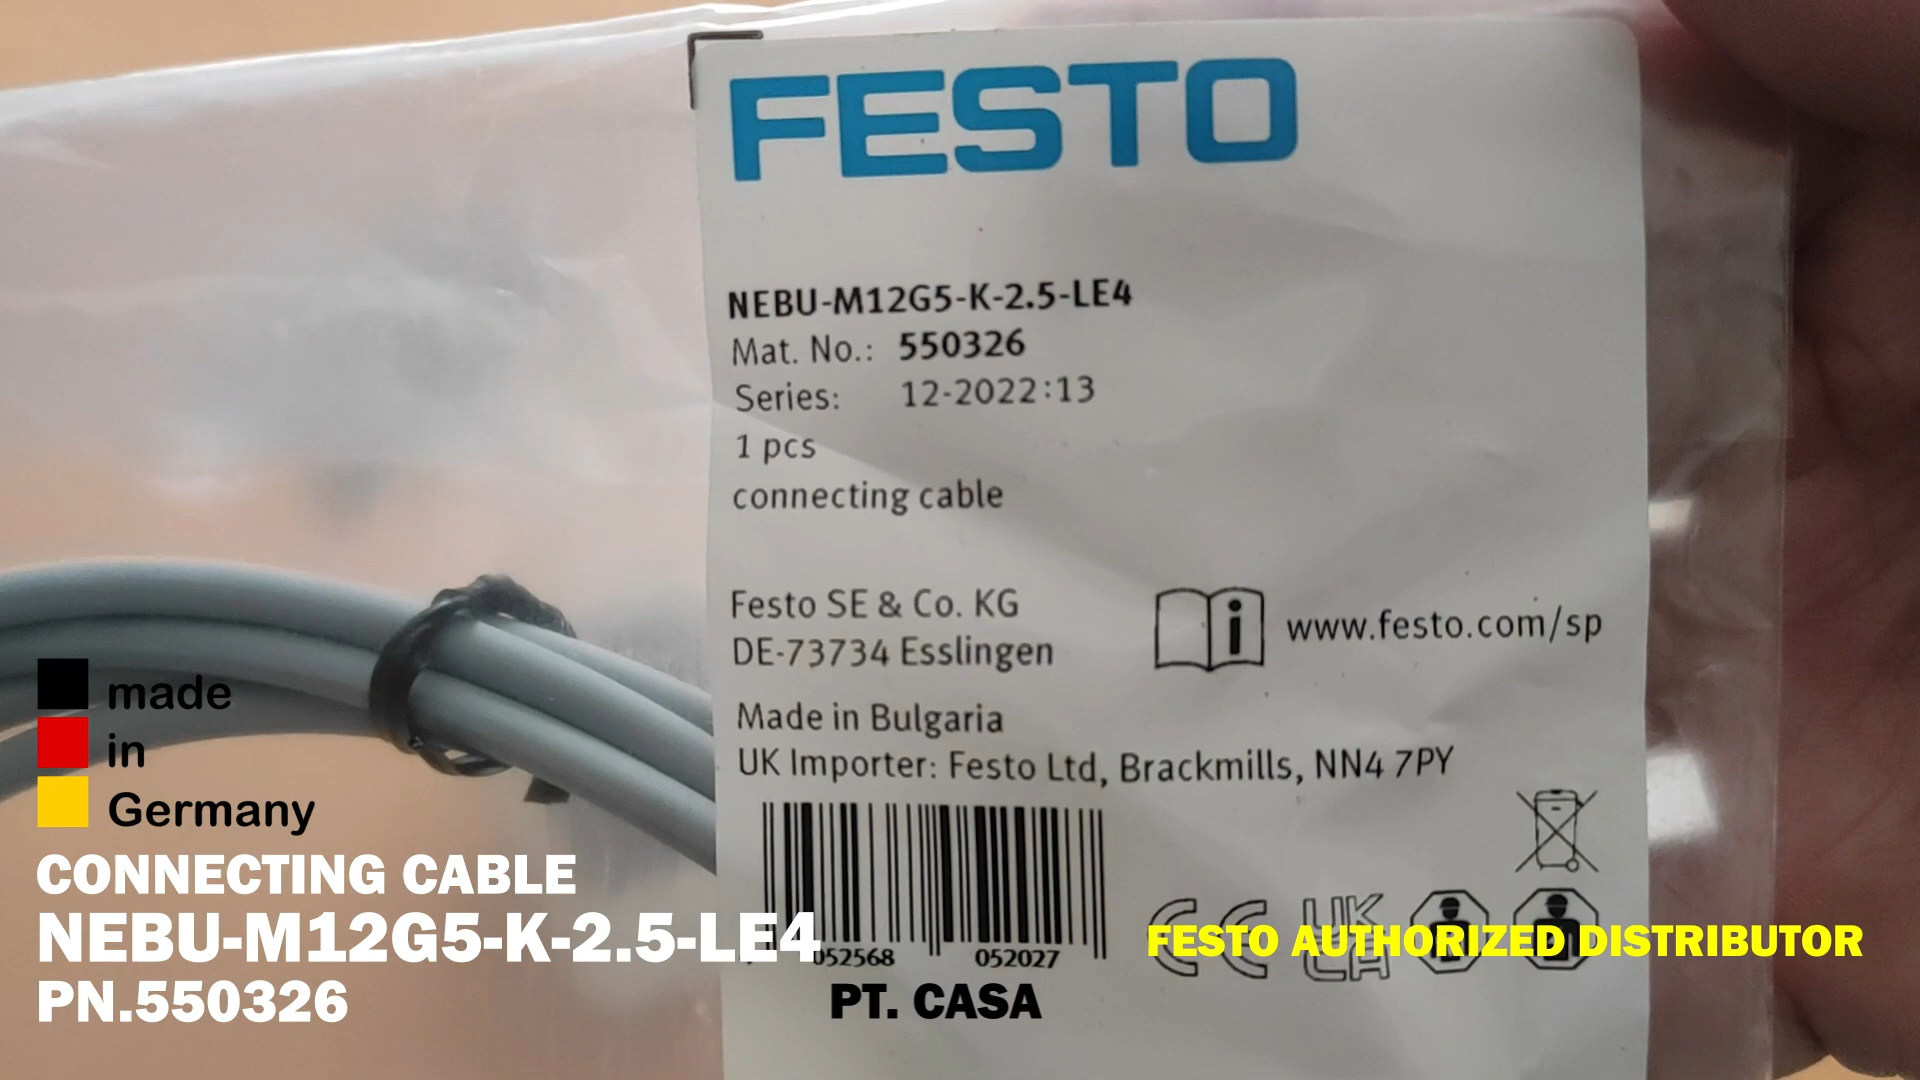 FESTO
NEBU-M12G5-K-2.5-LE4
Mat. No.: 550326
Series: 12-2022:13
1 pcs
connecting cable
Festo SE & Co. KG
DE-73734 Esslingen
www.festo.com/sp
Made in Bulgaria
UK Importer: Festo Ltd, Brackmills, NN4 7PY
052568 052027
CE UK CA
made
in
Germany
CONNECTING CABLE
NEBU-M12G5-K-2.5-LE4
PN.550326
FESTO AUTHORIZED DISTRIBUTOR
PT. CASA